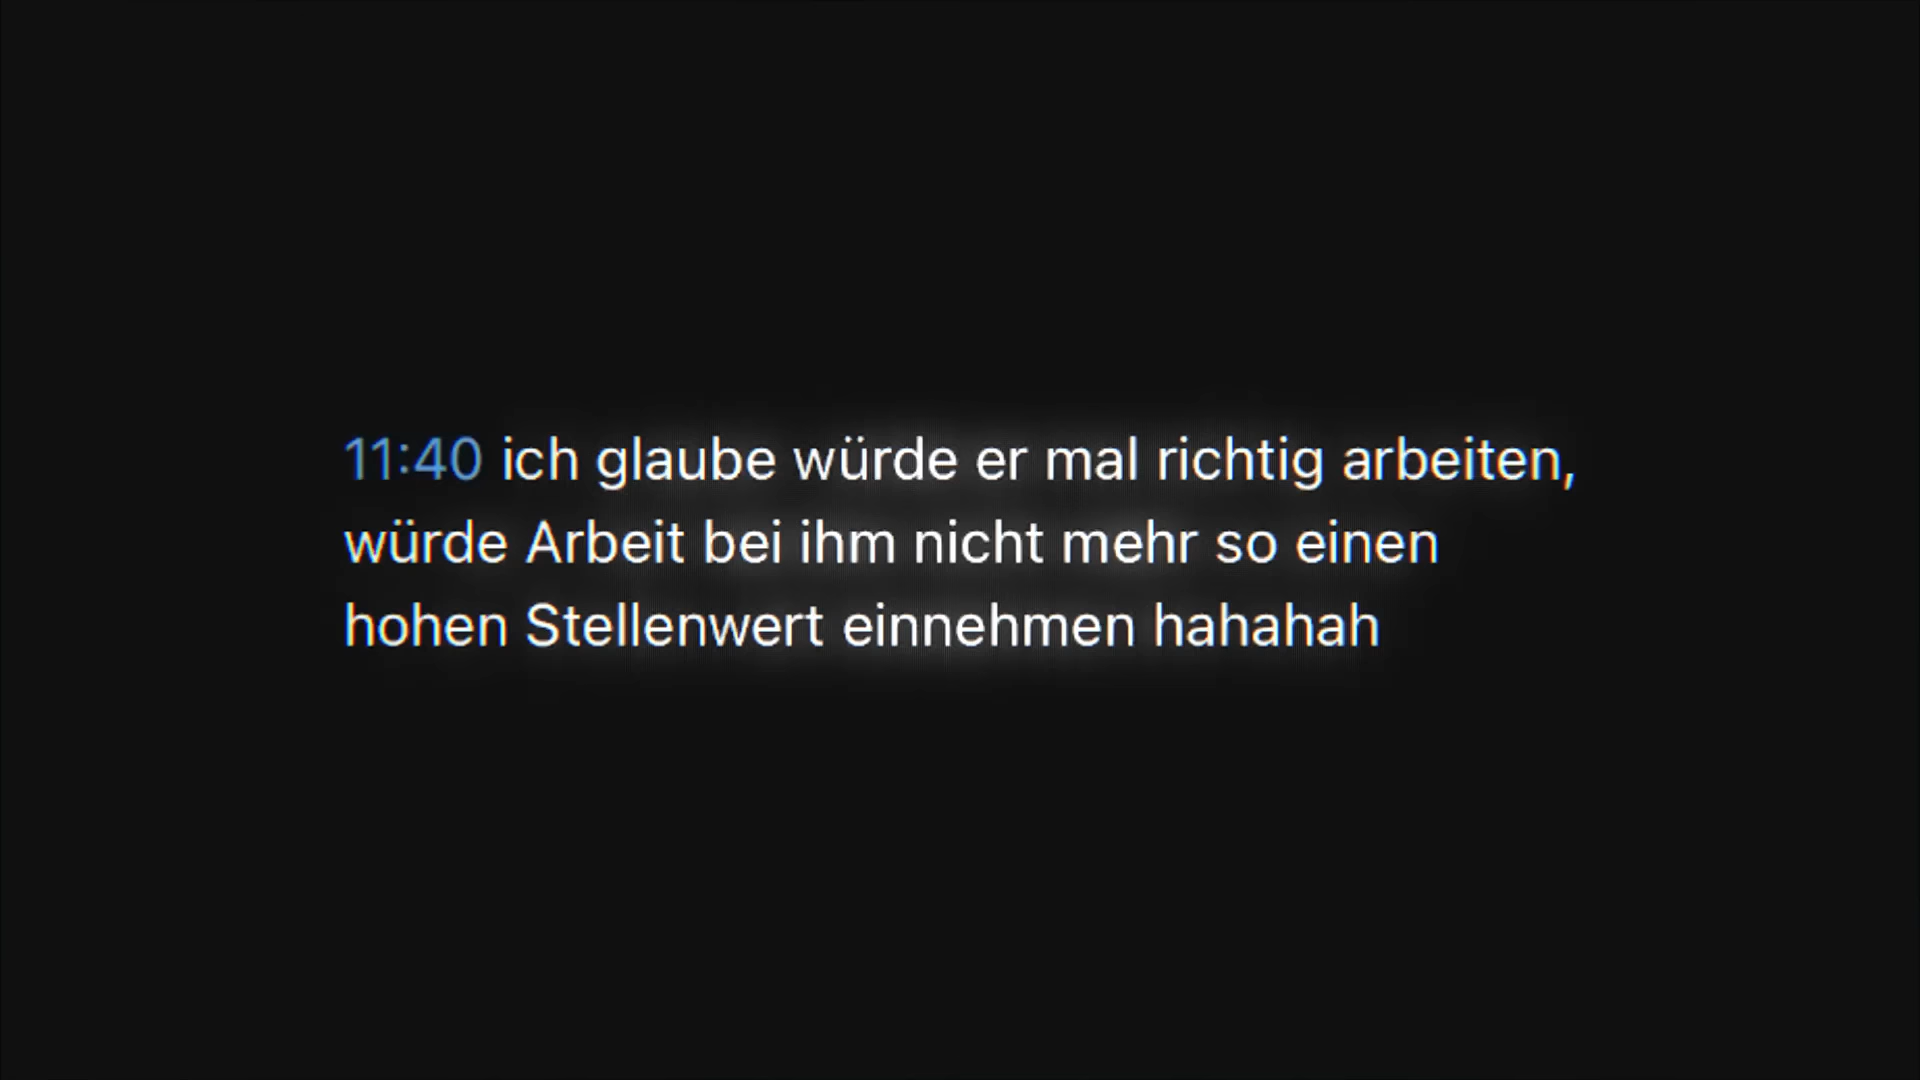 11:40 ich glaube würde er mal richtig arbeiten,
würde Arbeit bei ihm nicht mehr so einen
hohen Stellenwert einnehmen hahahah